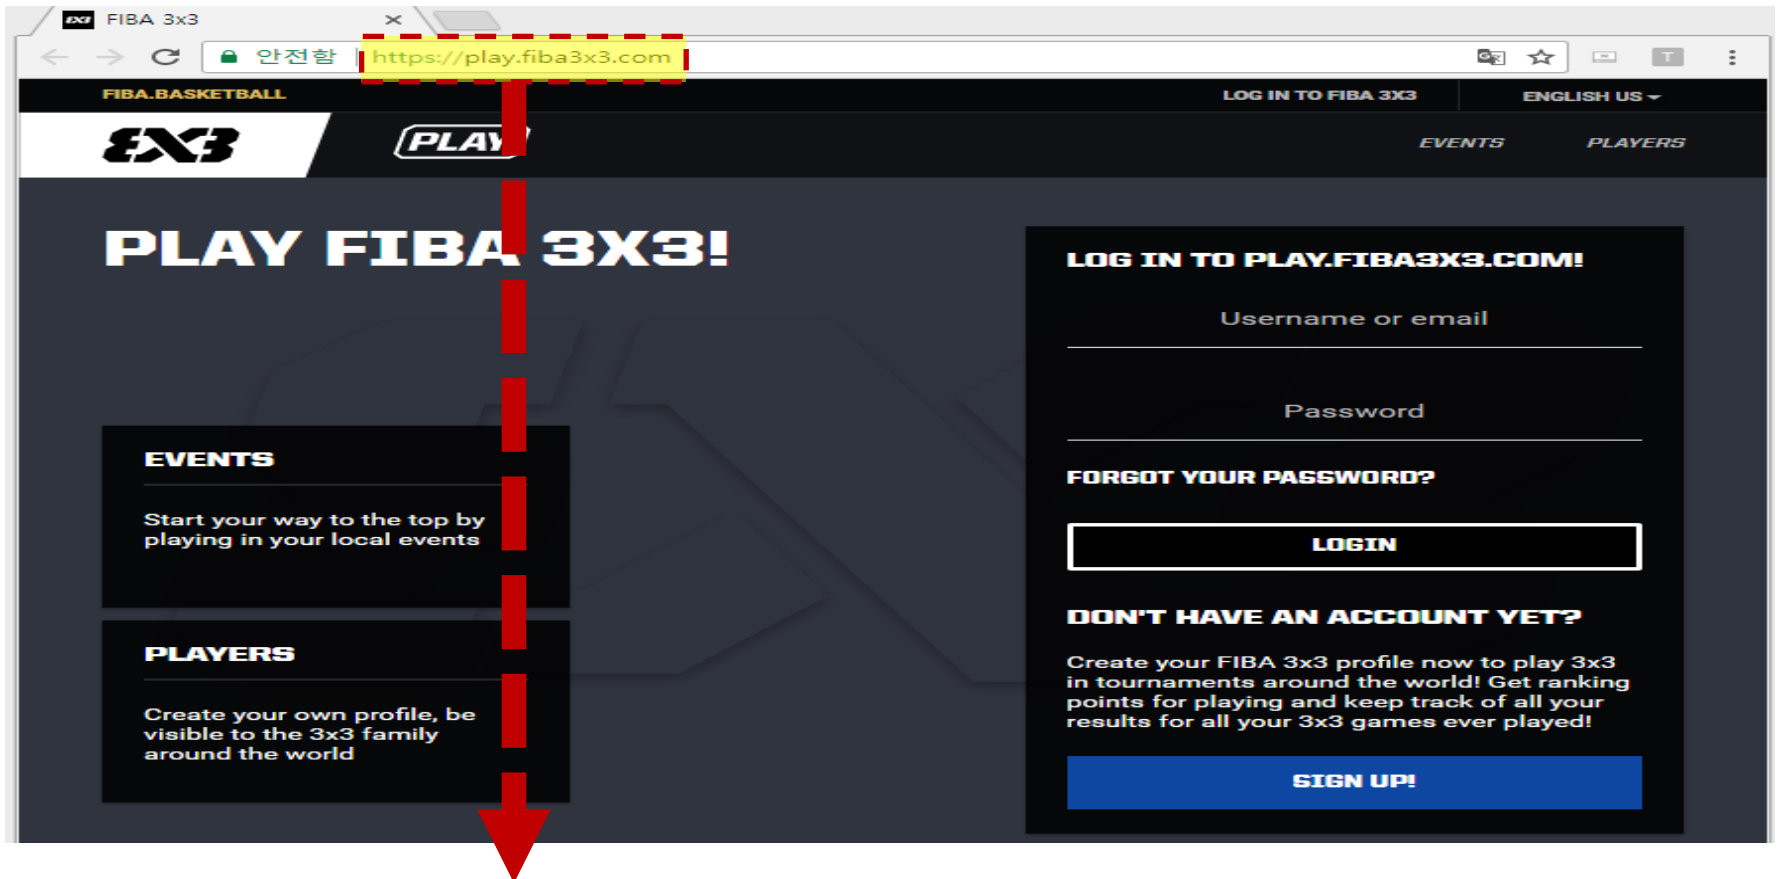 FIBA 3x3
안전함
https://play.fiba3x3.com
T
FIBA.BASKETBALL
LOG IN TO FIBA 3X3
ENGLISH US
3X3
PLAY
EVENTS
PLAYERS
PLAY FIBA 3X3!
EVENTS
Start your way to the top by
playing in your local events
PLAYERS
Create your own profile, be
visible to the 3x3 family
around the world
LOG IN TO PLAY.FIBA3X3.COM!
Username or email
Password
FORGOT YOUR PASSWORD?
LOGIN
DON'T HAVE AN ACCOUNT YET?
Create your FIBA 3x3 profile now to play 3x3
in tournaments around the world! Get ranking
points for playing and keep track of all your
results for all your 3x3 games ever played!
SIGN UP!